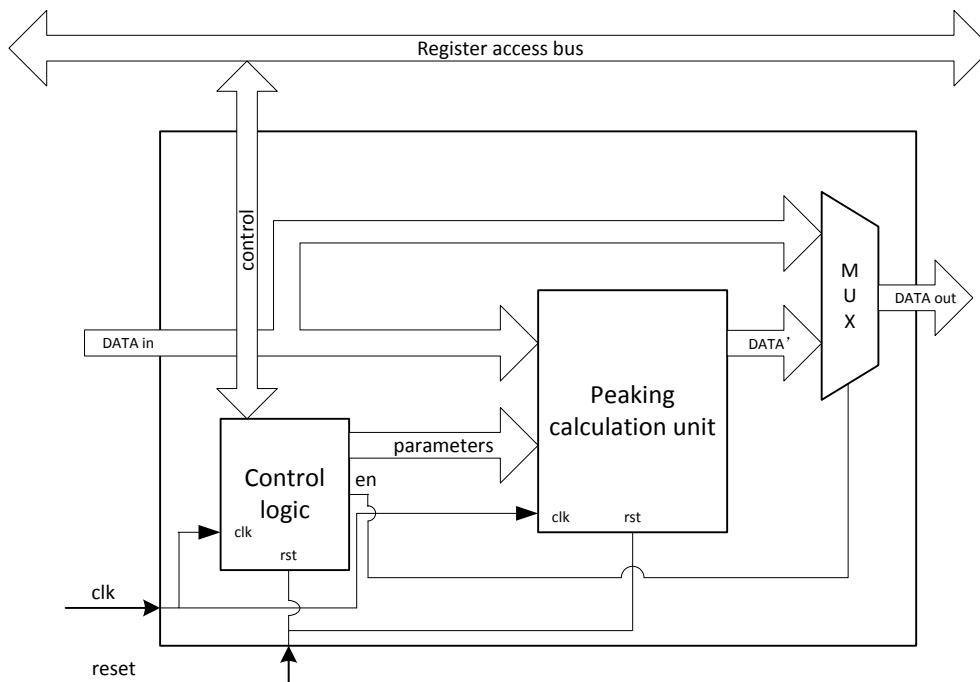 Register access bus
control
M
U
X
DATA in
DATA out
DATA'
Peaking
calculation unit
parameters
en
Control
logic
clk
rst
clk
rst
clk
reset